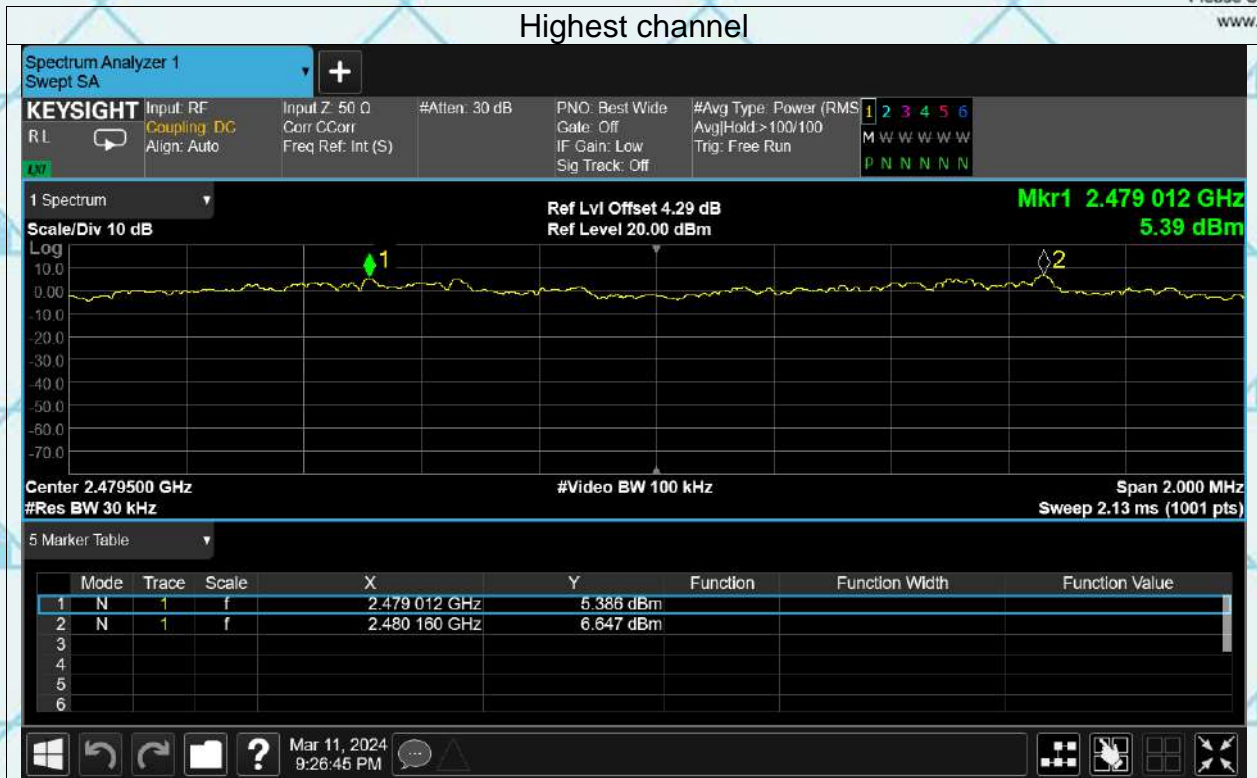 www.
Highest channel
Spectrum Analyzer 1
Swept SA
+
KEYSIGHT
RL
LXI
Input: RF
Coupling: DC
Align: Auto
Input Z: 50 Ω
Corr CCorr
Freq Ref: Int (S)
#Atten: 30 dB
PNO: Best Wide
Gate: Off
IF Gain: Low
Sig Track: Off
#Avg Type: Power (RMS
Avg|Hold:>100/100
Trig: Free Run
1 2 3 4 5 6
M W W W W W
P N N N N N
1 Spectrum
Scale/Div 10 dB
Ref Lvl Offset 4.29 dB
Ref Level 20.00 dBm
Mkr1 2.479 012 GHz
5.39 dBm
Log
1
2
10.0
0.00
-10.0
-20.0
-30.0
-40.0
-50.0
-60.0
-70.0
Center 2.479500 GHz
#Video BW 100 kHz
Span 2.000 MHz
#Res BW 30 kHz
Sweep 2.13 ms (1001 pts)
5 Marker Table
Mode Trace Scale X Y Function Function Width Function Value
1 N 1 f 2.479 012 GHz 5.386 dBm
2 N 1 f 2.480 160 GHz 6.647 dBm
3
4
5
6
?
Mar 11, 2024
9:26:45 PM